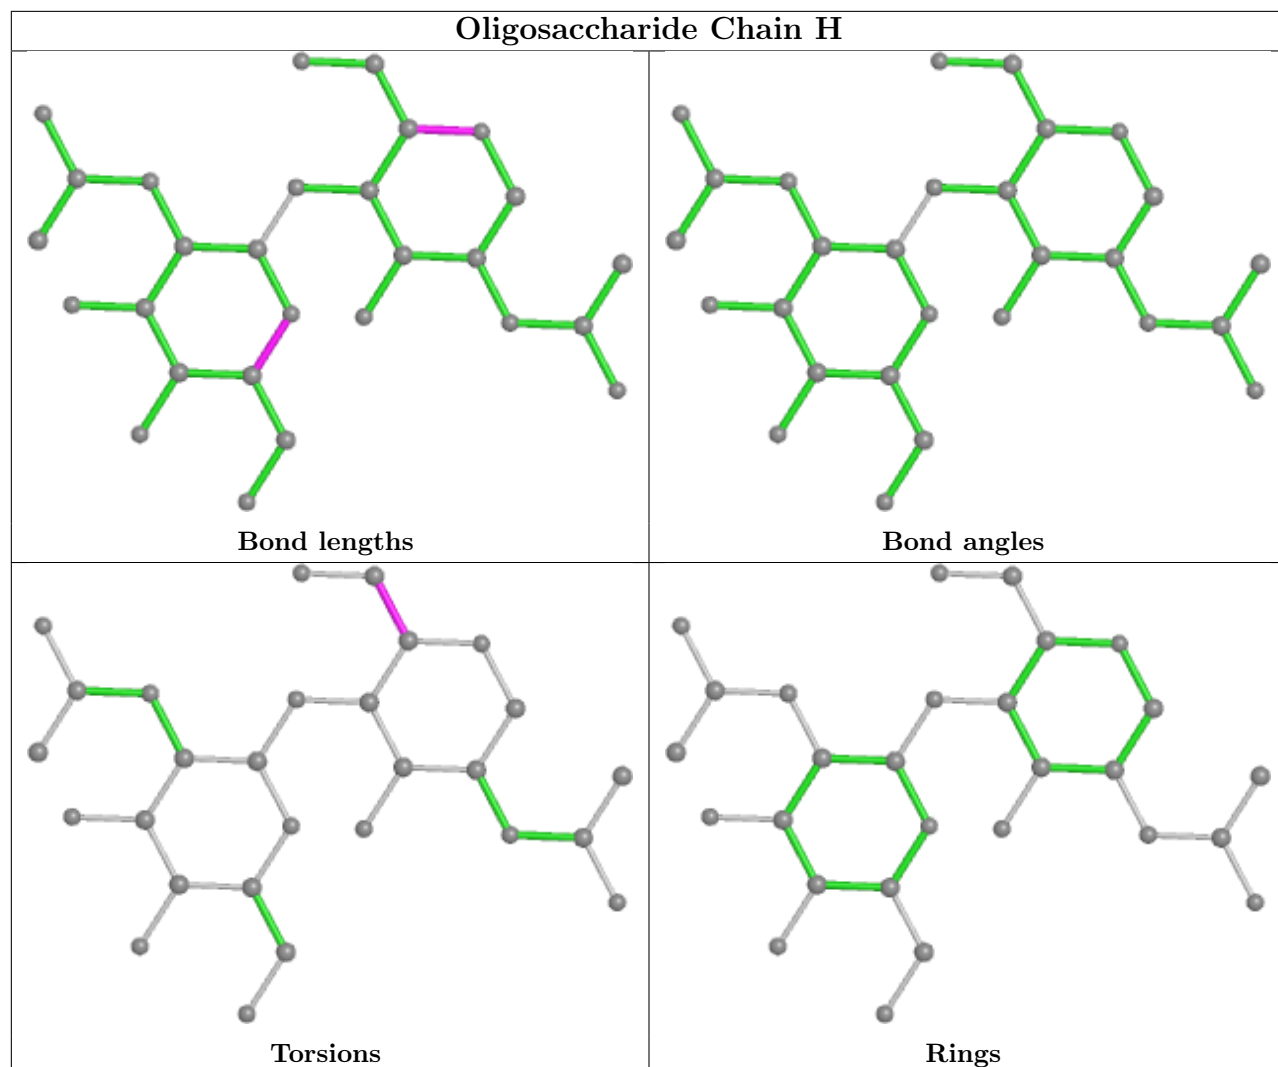 Oligosaccharide Chain H
Bond lengths
Bond angles
Torsions
Rings